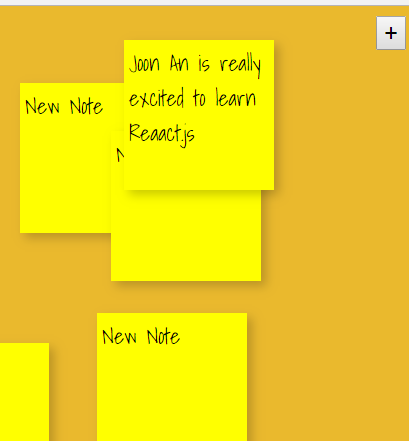 +
Joon An is really
excited to learn
Reaact.js
New Note
New Note